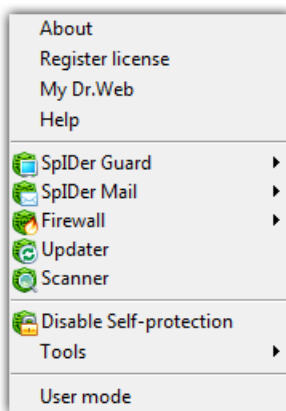 About
Register license
My Dr.Web
Help
SpIDer Guard
SpIDer Mail
Firewall
Updater
Scanner
Disable Self-protection
Tools
User mode